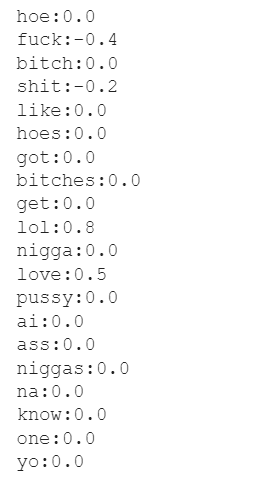 hoe:0.0
fuck:-0.4
bitch:0.0
shit:-0.2
like:0.0
hoes:0.0
got:0.0
bitches:0.0
get:0.0
lol:0.8
nigga:0.0
love:0.5
pussy:0.0
ai:0.0
ass:0.0
niggas:0.0
na:0.0
know:0.0
one:0.0
yo:0.0